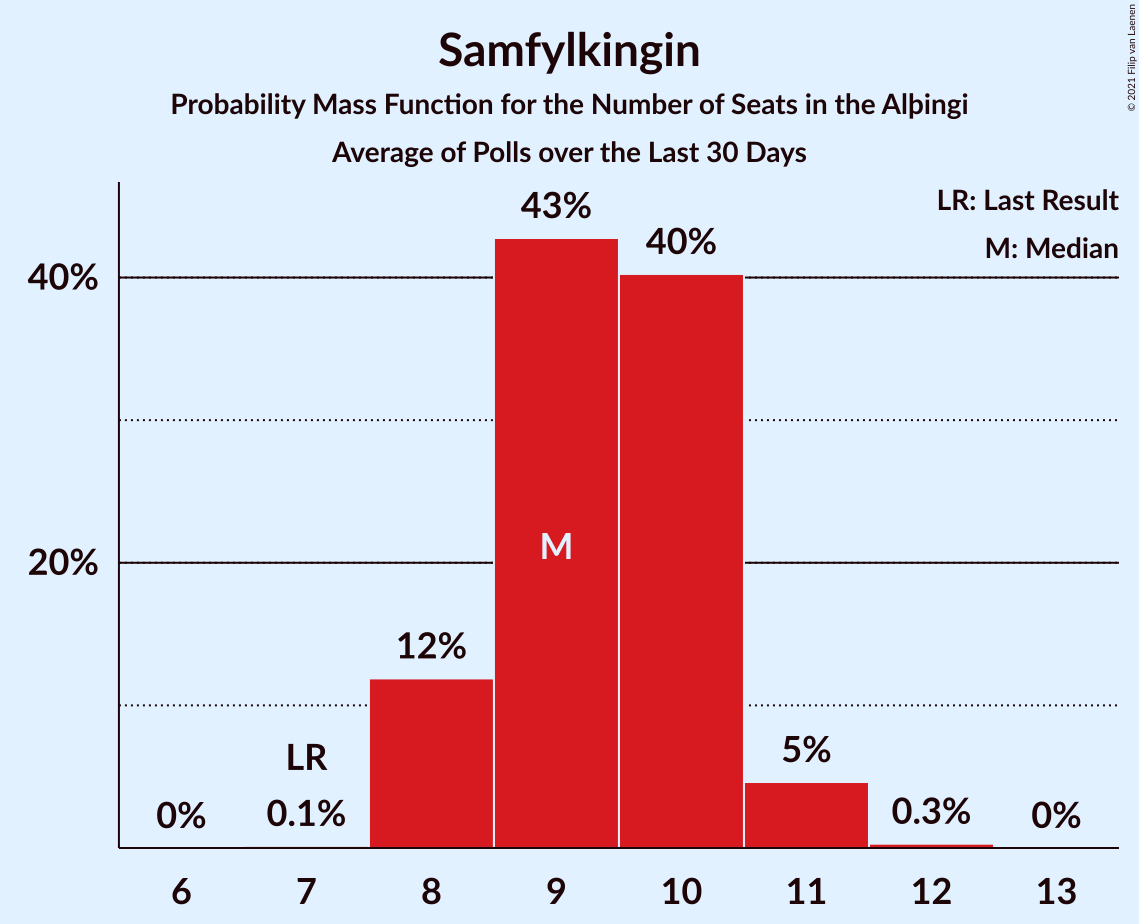 Samfylkingin
Probability Mass Function for the Number of Seats in the Alþingi
Average of Polls over the Last 30 Days
© 2021 Filip van Laenen
LR: Last Result
M: Median
43%
40%
40%
M
20%
12%
LR
5%
0%
0.1%
0.3%
0%
6 7 8 9 10 11 12 13